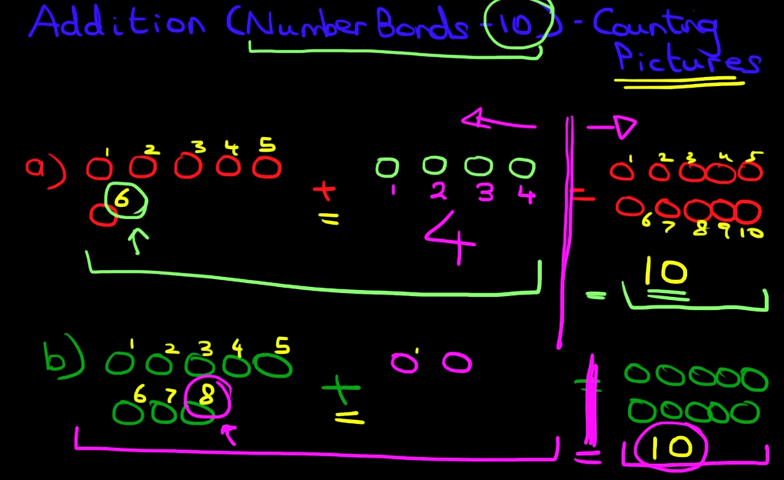 Addition (Number Bonds - 10) - Counting
Pictures
a) 1 2 3 4 5
6 + 1 2 3 4 = 1 2 3 4 5
= 4 6 7 8 9 10
= 10
b) 1 2 3 4 5 1
6 7 8 + =
= = 10